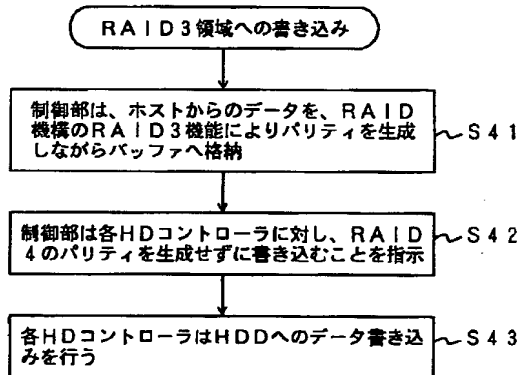 RAID3領域への書き込み
制御部は、ホストからのデータを、RAID
機構のRAID3機能によりパリティを生成
しながらバッファへ格納
S41
制御部は各HDコントローラに対し、RAID
4のパリティを生成せずに書き込むことを指示
S42
各HDコントローラはHDDへのデータ書き込
みを行う
S43